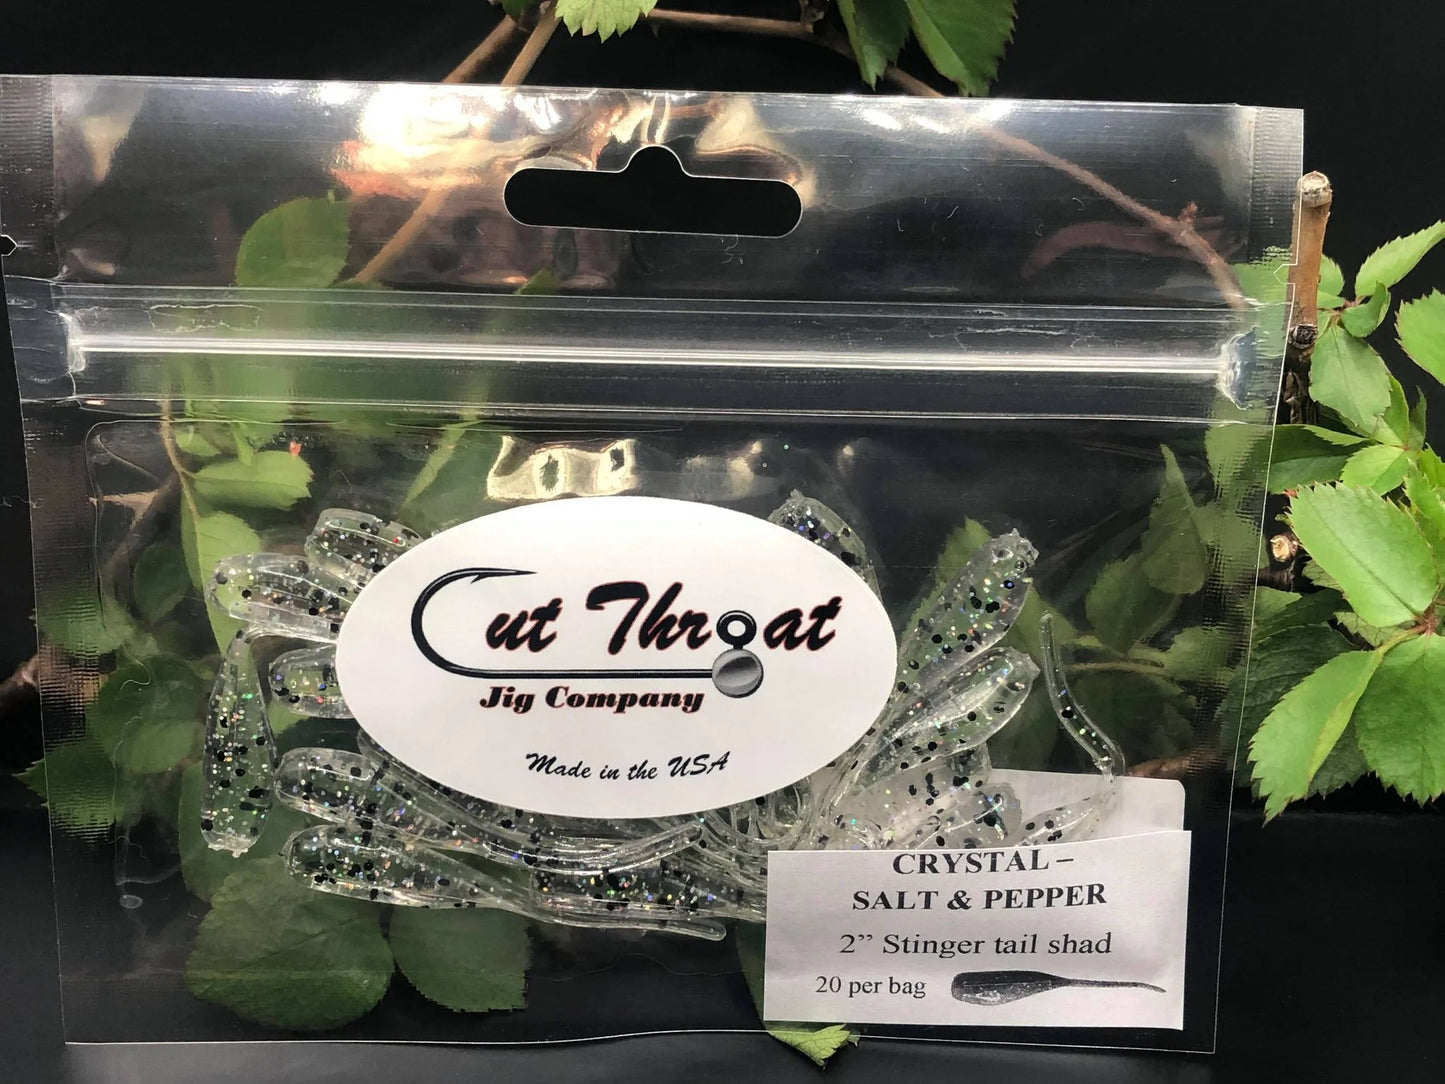 Cut Throat
Jig Company
Made in the USA
CRYSTAL –
SALT & PEPPER
2” Stinger tail shad
20 per bag